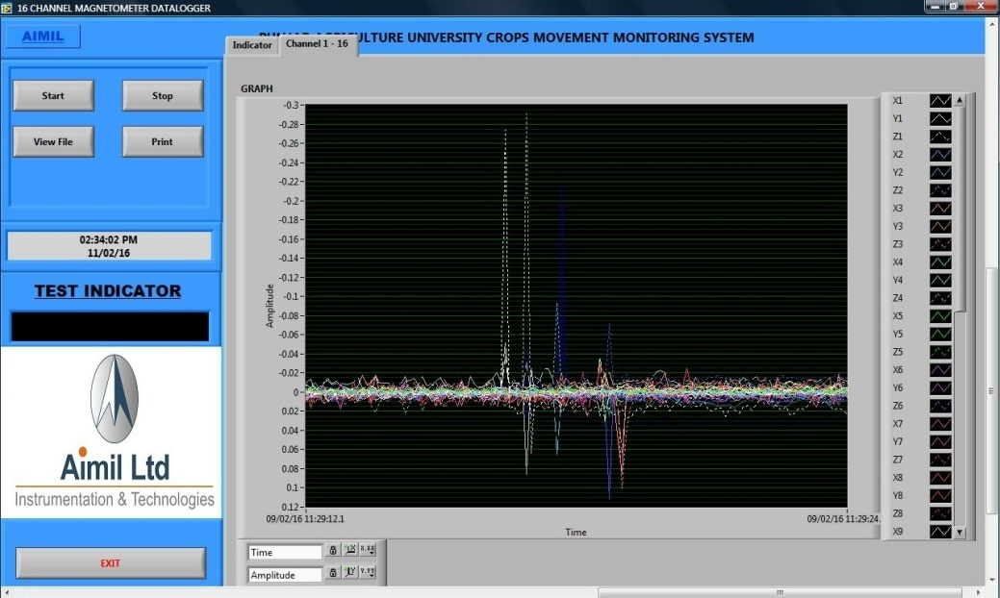 16 CHANNEL MAGNETOMETER DATALOGGER
AIMIL
AGRICULTURE UNIVERSITY CROPS MOVEMENT MONITORING SYSTEM
Indicator
Channel 1 - 16
Start
Stop
View File
Print
02:34:02 PM
11/02/16
TEST INDICATOR
Aimil Ltd
Instrumentation & Technologies
EXIT
GRAPH
Amplitude
-0.3
-0.28
-0.26
-0.24
-0.22
-0.2
-0.18
-0.16
-0.14
-0.12
-0.1
-0.08
-0.06
-0.04
-0.02
0
0.02
0.04
0.06
0.08
0.1
0.12
09/02/16 11:29:12.1
09/02/16 11:29:24.
Time
X1
Y1
Z1
X2
Y2
Z2
X3
Y3
Z3
X4
Y4
Z4
X5
Y5
Z5
X6
Y6
Z6
X7
Y7
Z7
X8
Y8
Z8
X9
Time
Amplitude